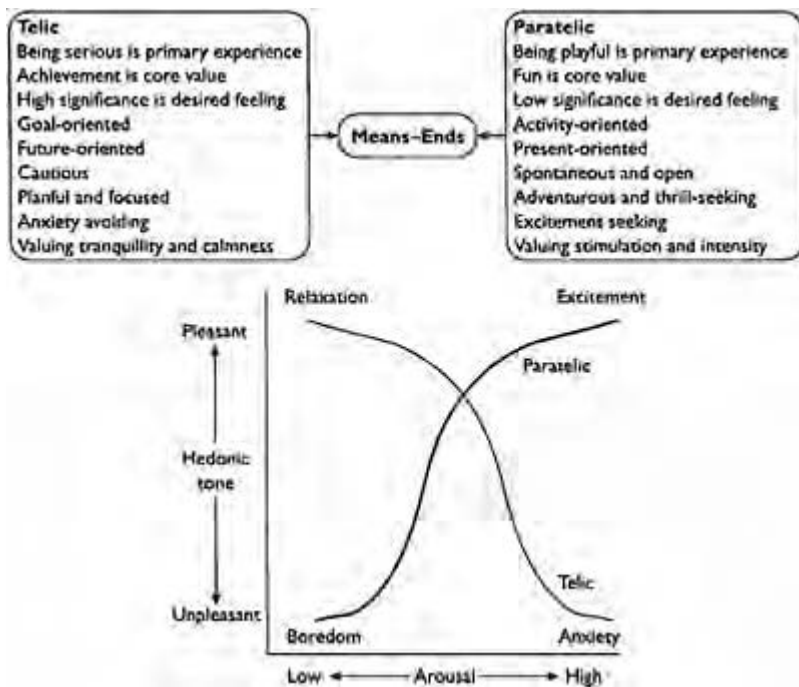 Telic
Being serious is primary experience
Achievement is core value
High significance is desired feeling
Goal-oriented
Future-oriented
Cautious
Planful and focused
Anxiety avoiding
Valuing tranquillity and calmness
Means–Ends
Paratelic
Being playful is primary experience
Fun is core value
Low significance is desired feeling
Activity-oriented
Present-oriented
Spontaneous and open
Adventurous and thrill-seeking
Excitement seeking
Valuing stimulation and intensity
Relaxation
Excitement
Pleasant
Paratelic
Hedonic
tone
Telic
Unpleasant
Boredom
Anxiety
Low
Arousal
High